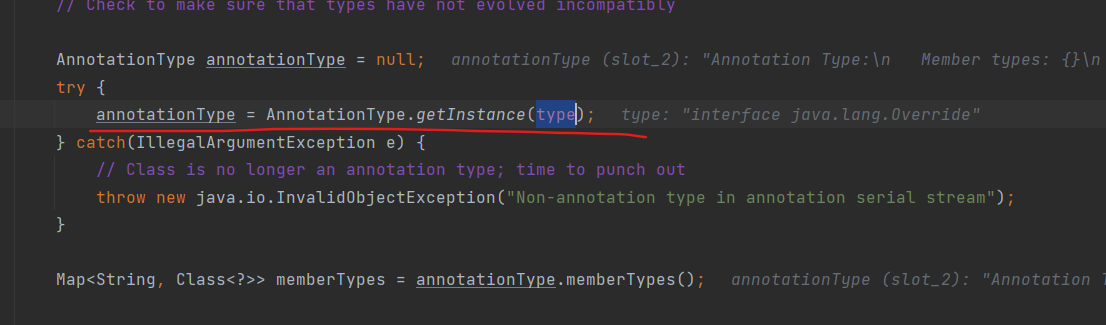 // Check to make sure that types have not evolved incompatibly
AnnotationType annotationType = null;   annotationType (slot_2): "Annotation Type:\n   Member types: {}\n
try {
annotationType = AnnotationType.getInstance(type);   type: "interface java.lang.Override"
} catch(IllegalArgumentException e) {
// Class is no longer an annotation type; time to punch out
throw new java.io.InvalidObjectException("Non-annotation type in annotation serial stream");
}
Map<String, Class<?>> memberTypes = annotationType.memberTypes();   annotationType (slot_2): "Annotation T